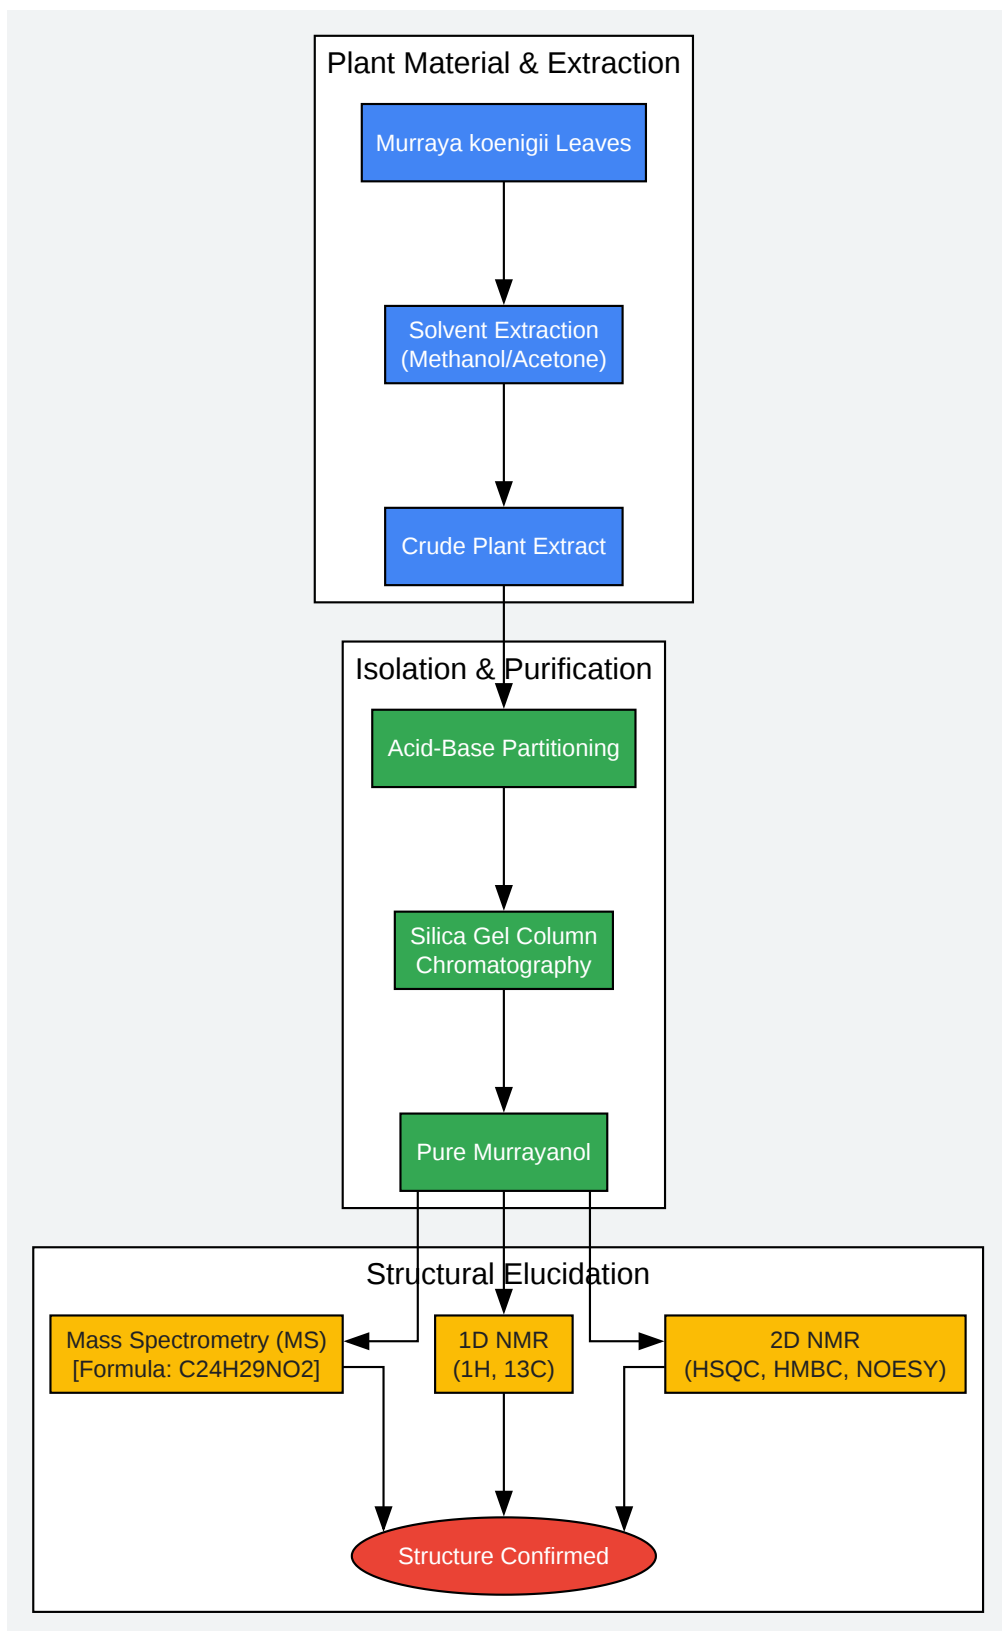 Plant Material & Extraction
Murraya koenigii Leaves
Solvent Extraction
(Methanol/Acetone)
Crude Plant Extract
Isolation & Purification
Acid-Base Partitioning
Silica Gel Column
Chromatography
Pure Murrayanol
Structural Elucidation
Mass Spectrometry (MS)
[Formula: C24H29NO2]
1D NMR
(1H, 13C)
2D NMR
(HSQC, HMBC, NOESY)
Structure Confirmed